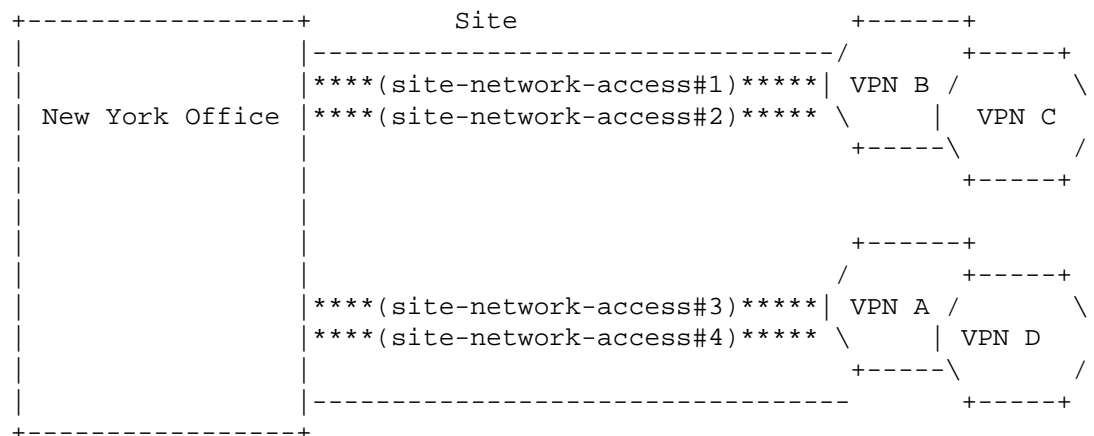 Site
****(site-network-access#1)*****| VPN B
New York Office |****(site-network-access#2)***** VPN C
****(site-network-access#3)*****| VPN A
****(site-network-access#4)***** VPN D